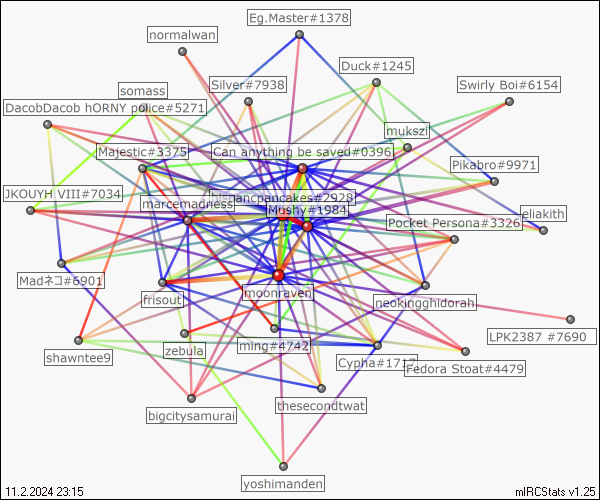 Eg.Master#1378
normalwan
Duck#1245
Silver#7938
Swirly Boi#6154
somass
DacobDacob hORNY police#5271
mukszi
Majestic#3375
Can anything be saved#0396
Pikabro#9971
JKOUYH VIII#7034
hispancpancakes#2928
marcemadness
Mushy#1984
eliakith
Pocket Persona#3326
Madネコ#6901
frisout
moonraven
neokingghidorah
LPK2387 #7690
ming#4742
zebula
shawntee9
Cypha#1717
Fedora Stoat#4479
bigcitysamurai
thesecondtwat
yoshimanden
11.2.2024 23:15
mIRCStats v1.25